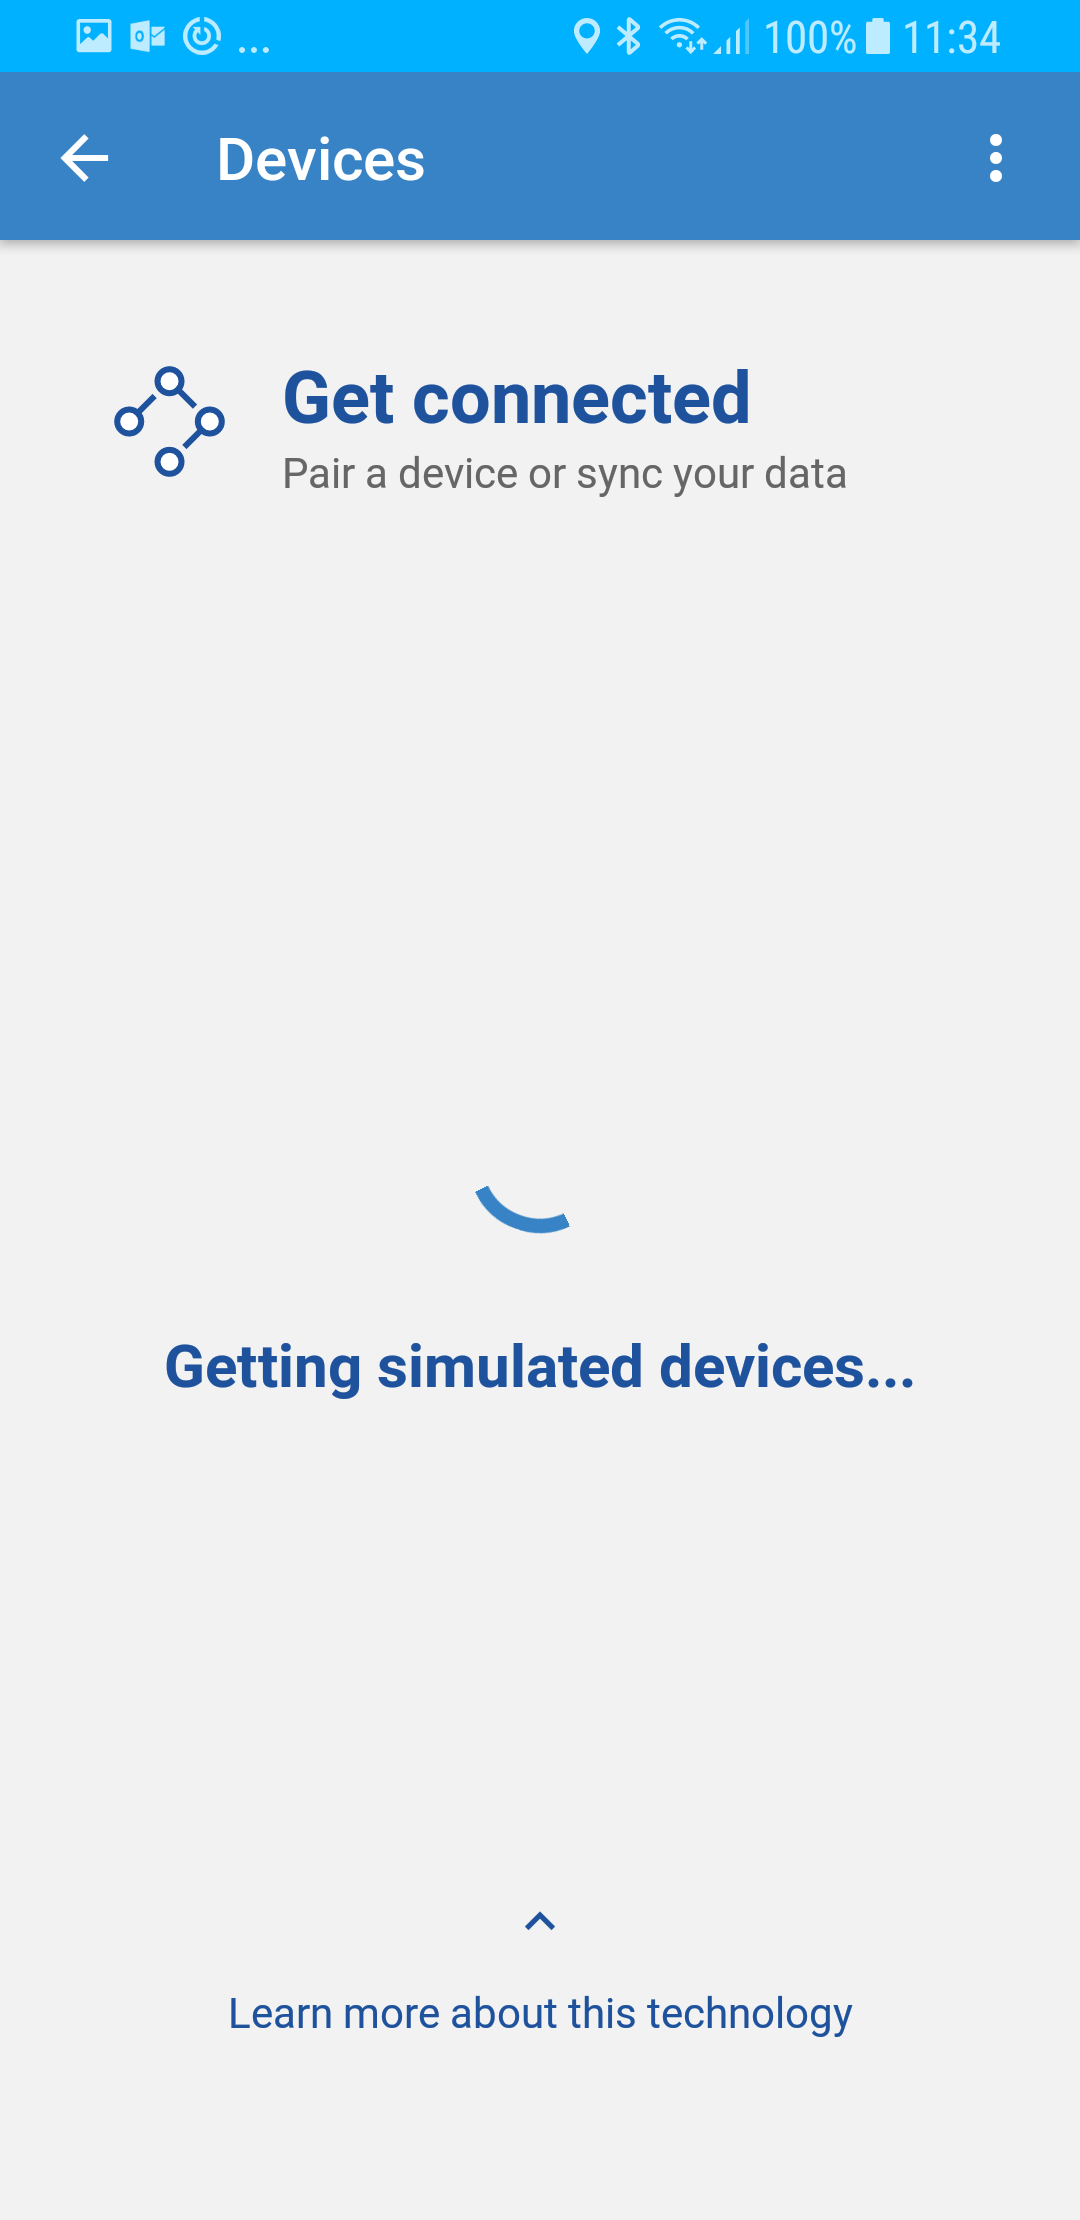 ... 100% 11:34
Devices
Get connected
Pair a device or sync your data
Getting simulated devices...
Learn more about this technology